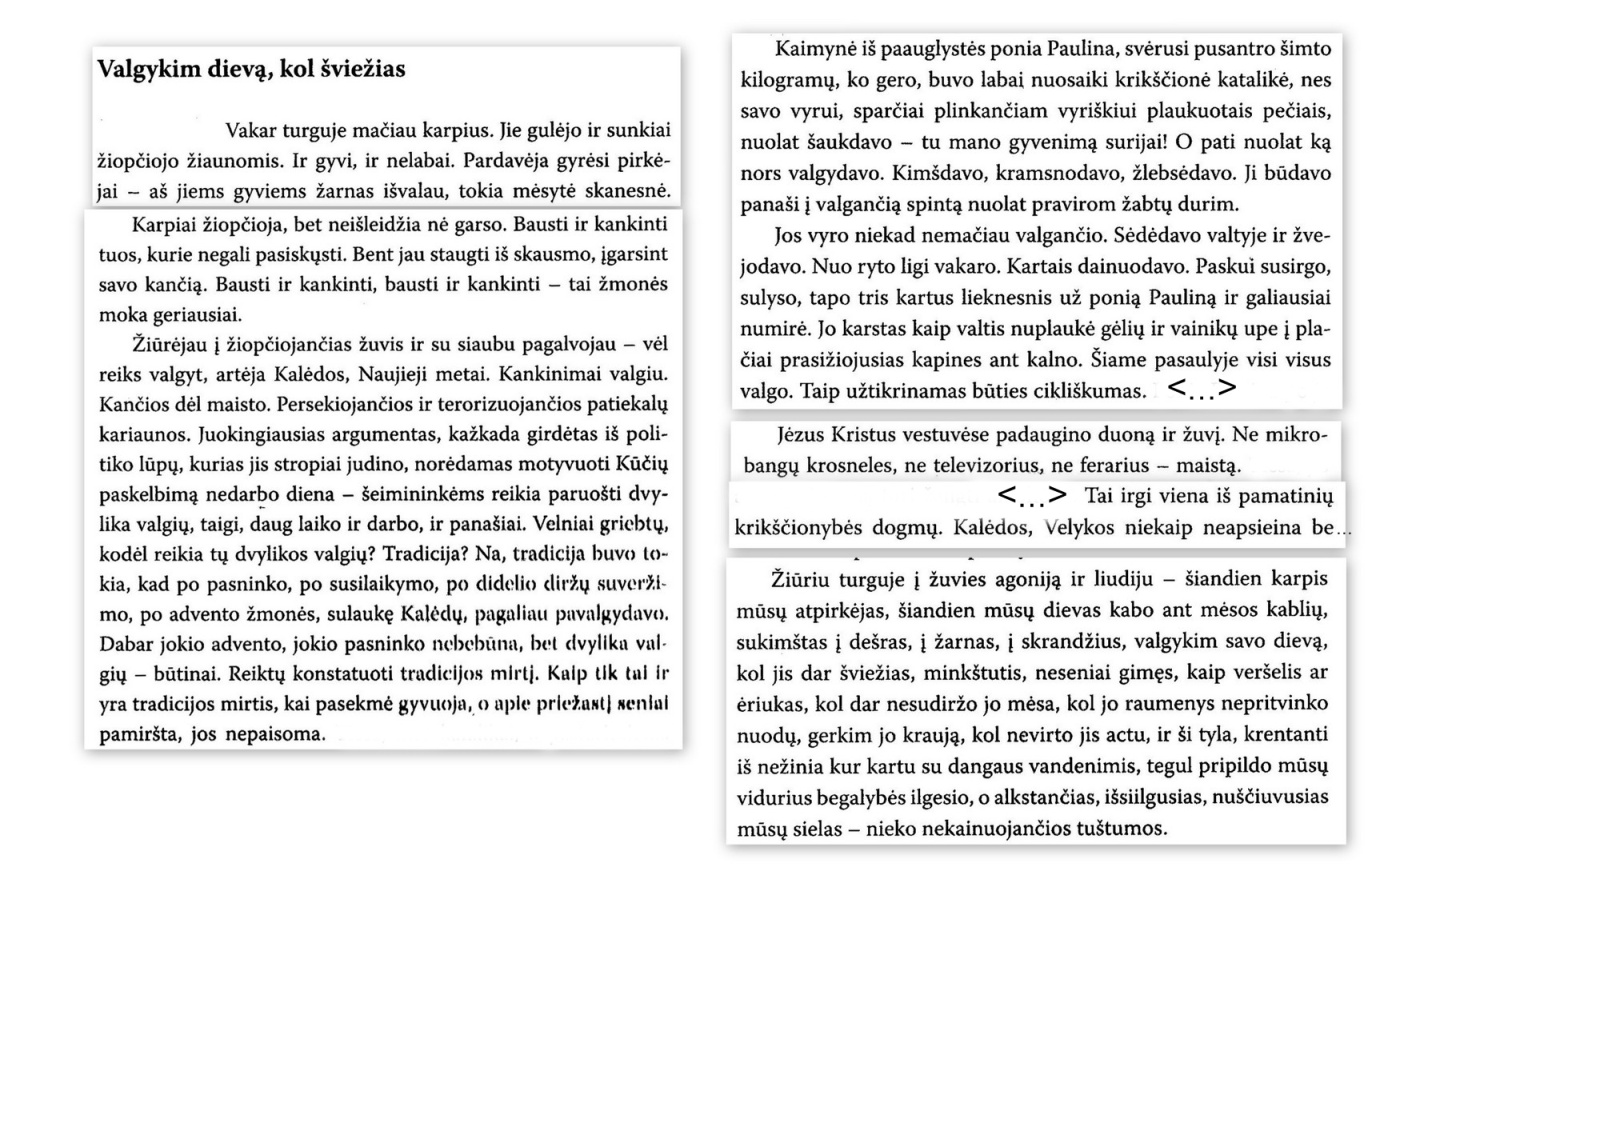 Valgykim dievą, kol šviežias
Vakar turguje mačiau karpius. Jie gulėjo ir sunkiai
žiopčiojo žiaunomis. Ir gyvi, ir nelabai. Pardavėja gyrėsi pirkė-
jai – aš jiems gyviems žarnas išvalau, tokia mėsytė skanesnė.
Karpiai žiopčioja, bet neišleidžia nė garso. Bausti ir kankinti
tuos, kurie negali pasiskųsti. Bent jau staugti iš skausmo, įgarsint
savo kančią. Bausti ir kankinti, bausti ir kankinti – tai žmonės
moka geriausiai.
Žiūrėjau į žiopčiojančias žuvis ir su siaubu pagalvojau – vėl
reiks valgyt, artėja Kalėdos, Naujieji metai. Kankinimai valgiu.
Kančios dėl maisto. Persekiojančios ir terorizuojančios patiekalų
kariaunos. Juokingiausias argumentas, kažkada girdėtas iš poli-
tiko lūpų, kurias jis stropiai judino, norėdamas motyvuoti Kūčių
paskelbimą nedarbo diena – šeimininkėms reikia paruošti dvy-
lika valgių, taigi, daug laiko ir darbo, ir panašiai. Velniai griebtų,
kodėl reikia tų dvylikos valgių? Tradicija? Na, tradicija buvo to-
kia, kad po pasninko, po susilaikymo, po didelio diržų suverži-
mo, po advento žmonės, sulaukę Kalėdų, pagaliau pavalgydavo.
Dabar jokio advento, jokio pasninko nebebūna, bet dvylika val-
gių – būtinai. Reiktų konstatuoti tradicijos mirtį. Kaip tik tai ir
yra tradicijos mirtis, kai pasekmė gyvuoja, o apie priežastį seniai
pamiršta, jos nepaisoma.
Kaimynė iš paauglystės ponia Paulina, svėrusi pusantro šimto
kilogramų, ko gero, buvo labai nuosaiki krikščionė katalikė, nes
savo vyrui, sparčiai plinkančiam vyriškiui plaukuotais pečiais,
nuolat šaukdavo – tu mano gyvenimą surijai! O pati nuolat ką
nors valgydavo. Kimšdavo, kramsnodavo, žlebsėdavo. Ji būdavo
panaši į valgančią spintą nuolat pravirom žabtų durim.
Jos vyro niekad nemačiau valgančio. Sėdėdavo valtyje ir žve-
jodavo. Nuo ryto ligi vakaro. Kartais dainuodavo. Paskui susirgo,
sulyso, tapo tris kartus lieknesnis už ponią Pauliną ir galiausiai
numirė. Jo karstas kaip valtis nuplaukė gėlių ir vainikų upe į pla-
čiai prasižiojusias kapines ant kalno. Šiame pasaulyje visi visus
valgo. Taip užtikrinamas būties cikliškumas. <...>
Jėzus Kristus vestuvėse padaugino duoną ir žuvį. Ne mikro-
bangų krosneles, ne televizorius, ne ferarius – maistą.
<...> Tai irgi viena iš pamatinių
krikščionybės dogmų. Kalėdos, Velykos niekaip neapsieina be...
Žiūriu turguje į žuvies agoniją ir liudiju – šiandien karpis
mūsų atpirkėjas, šiandien mūsų dievas kabo ant mėsos kablių,
sukimštas į dešras, į žarnas, į skrandžius, valgykim savo dievą,
kol jis dar šviežias, minkštutis, neseniai gimęs, kaip veršelis ar
ėriukas, kol dar nesudiržo jo mėsa, kol jo raumenys nepritvinko
nuodų, gerkim jo kraują, kol nevirto jis actu, ir ši tyla, krentanti
iš nežinia kur kartu su dangaus vandenimis, tegul pripildo mūsų
vidurius begalybės ilgesio, o alkstančias, išsiilgusias, nuščiuvusias
mūsų sielas – nieko nekainuojančios tuštumos.